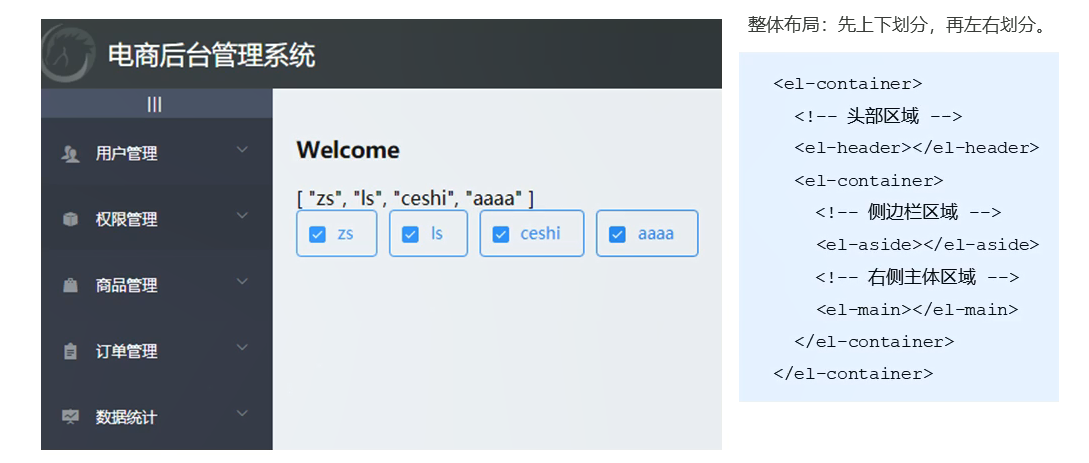 电商后台管理系统
|||
用户管理
权限管理
商品管理
订单管理
数据统计
Welcome
[ "zs", "ls", "ceshi", "aaaa" ]
zs ls ceshi aaaa
整体布局：先上下划分，再左右划分。
<el-container>
<!-- 头部区域 -->
<el-header></el-header>
<el-container>
<!-- 侧边栏区域 -->
<el-aside></el-aside>
<!-- 右侧主体区域 -->
<el-main></el-main>
</el-container>
</el-container>